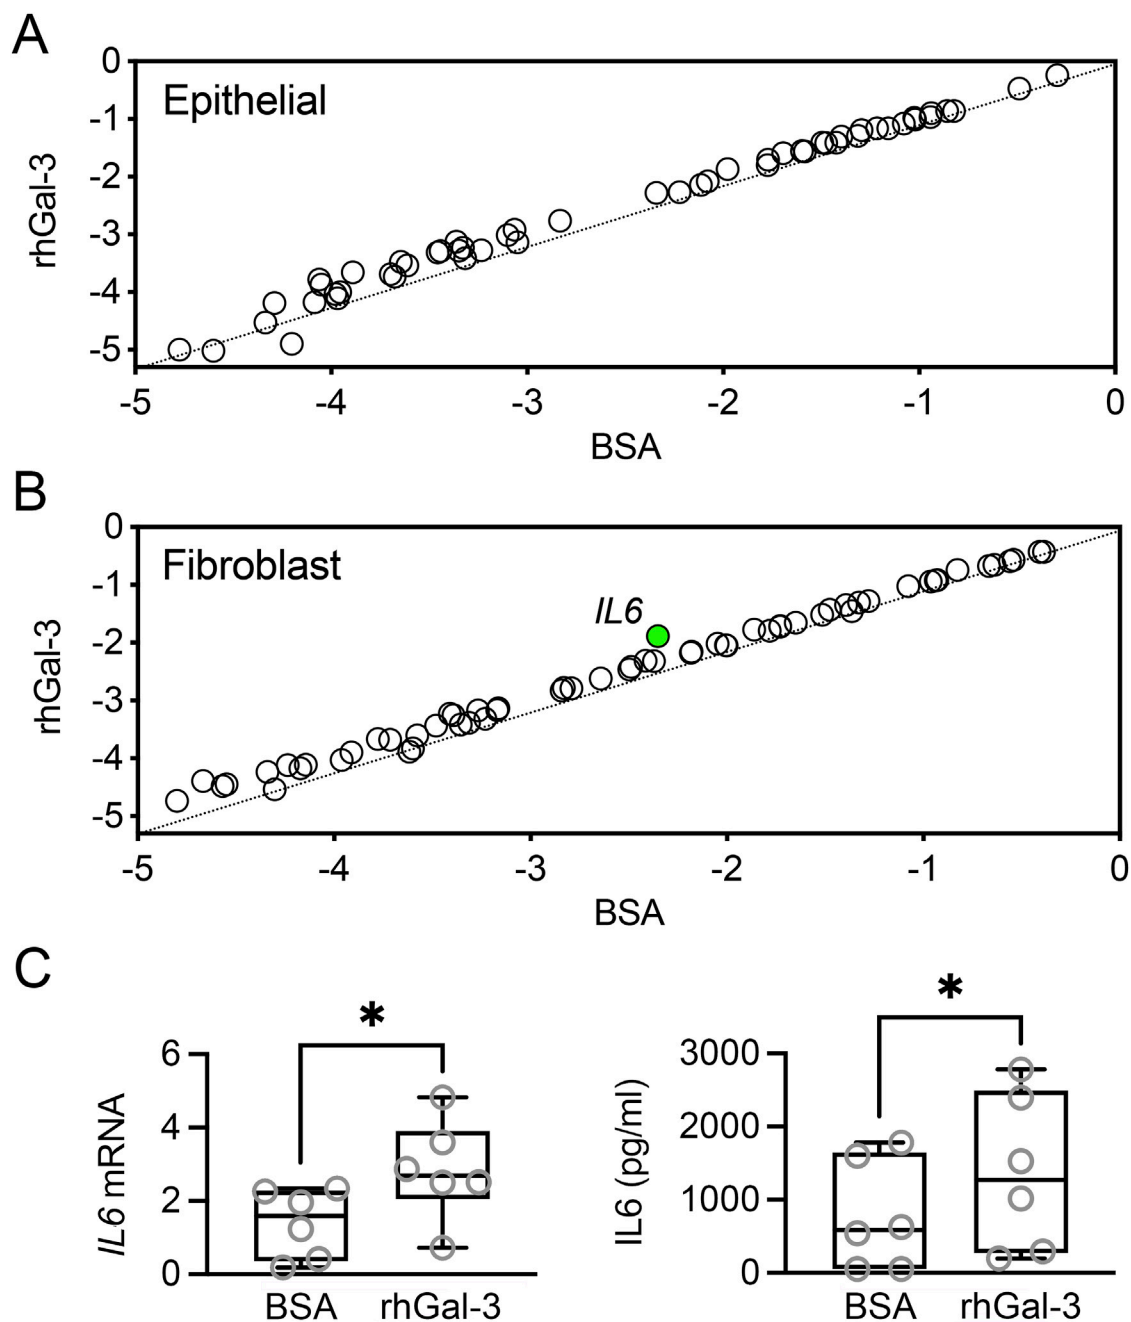 A
0
-1
-2
-3
-4
-5
rhGal-3
Epithelial
-5 -4 -3 -2 -1 0
BSA
B
0
-1
-2
-3
-4
-5
rhGal-3
Fibroblast
IL6
-5 -4 -3 -2 -1 0
BSA
C
*
6
4
2
0
IL6 mRNA
BSA rhGal-3
*
3000
2000
1000
0
IL6 (pg/ml)
BSA rhGal-3